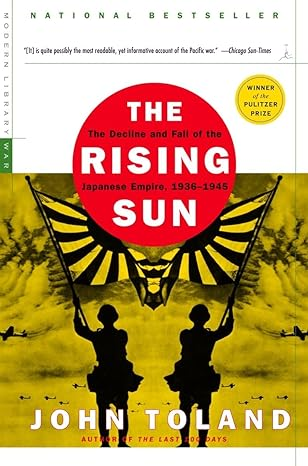 NATIONAL BESTSELLER
MODERN LIBRARY WAR
"[It] is quite possibly the most readable, yet informative account of the Pacific war." —Chicago Sun-Times
WINNER OF THE
PULITZER
PRIZE
THE
The Decline and Fall of the
RISING
Japanese Empire, 1936–1945
SUN
JOHN TOLAND
AUTHOR OF THE LAST 100 DAYS